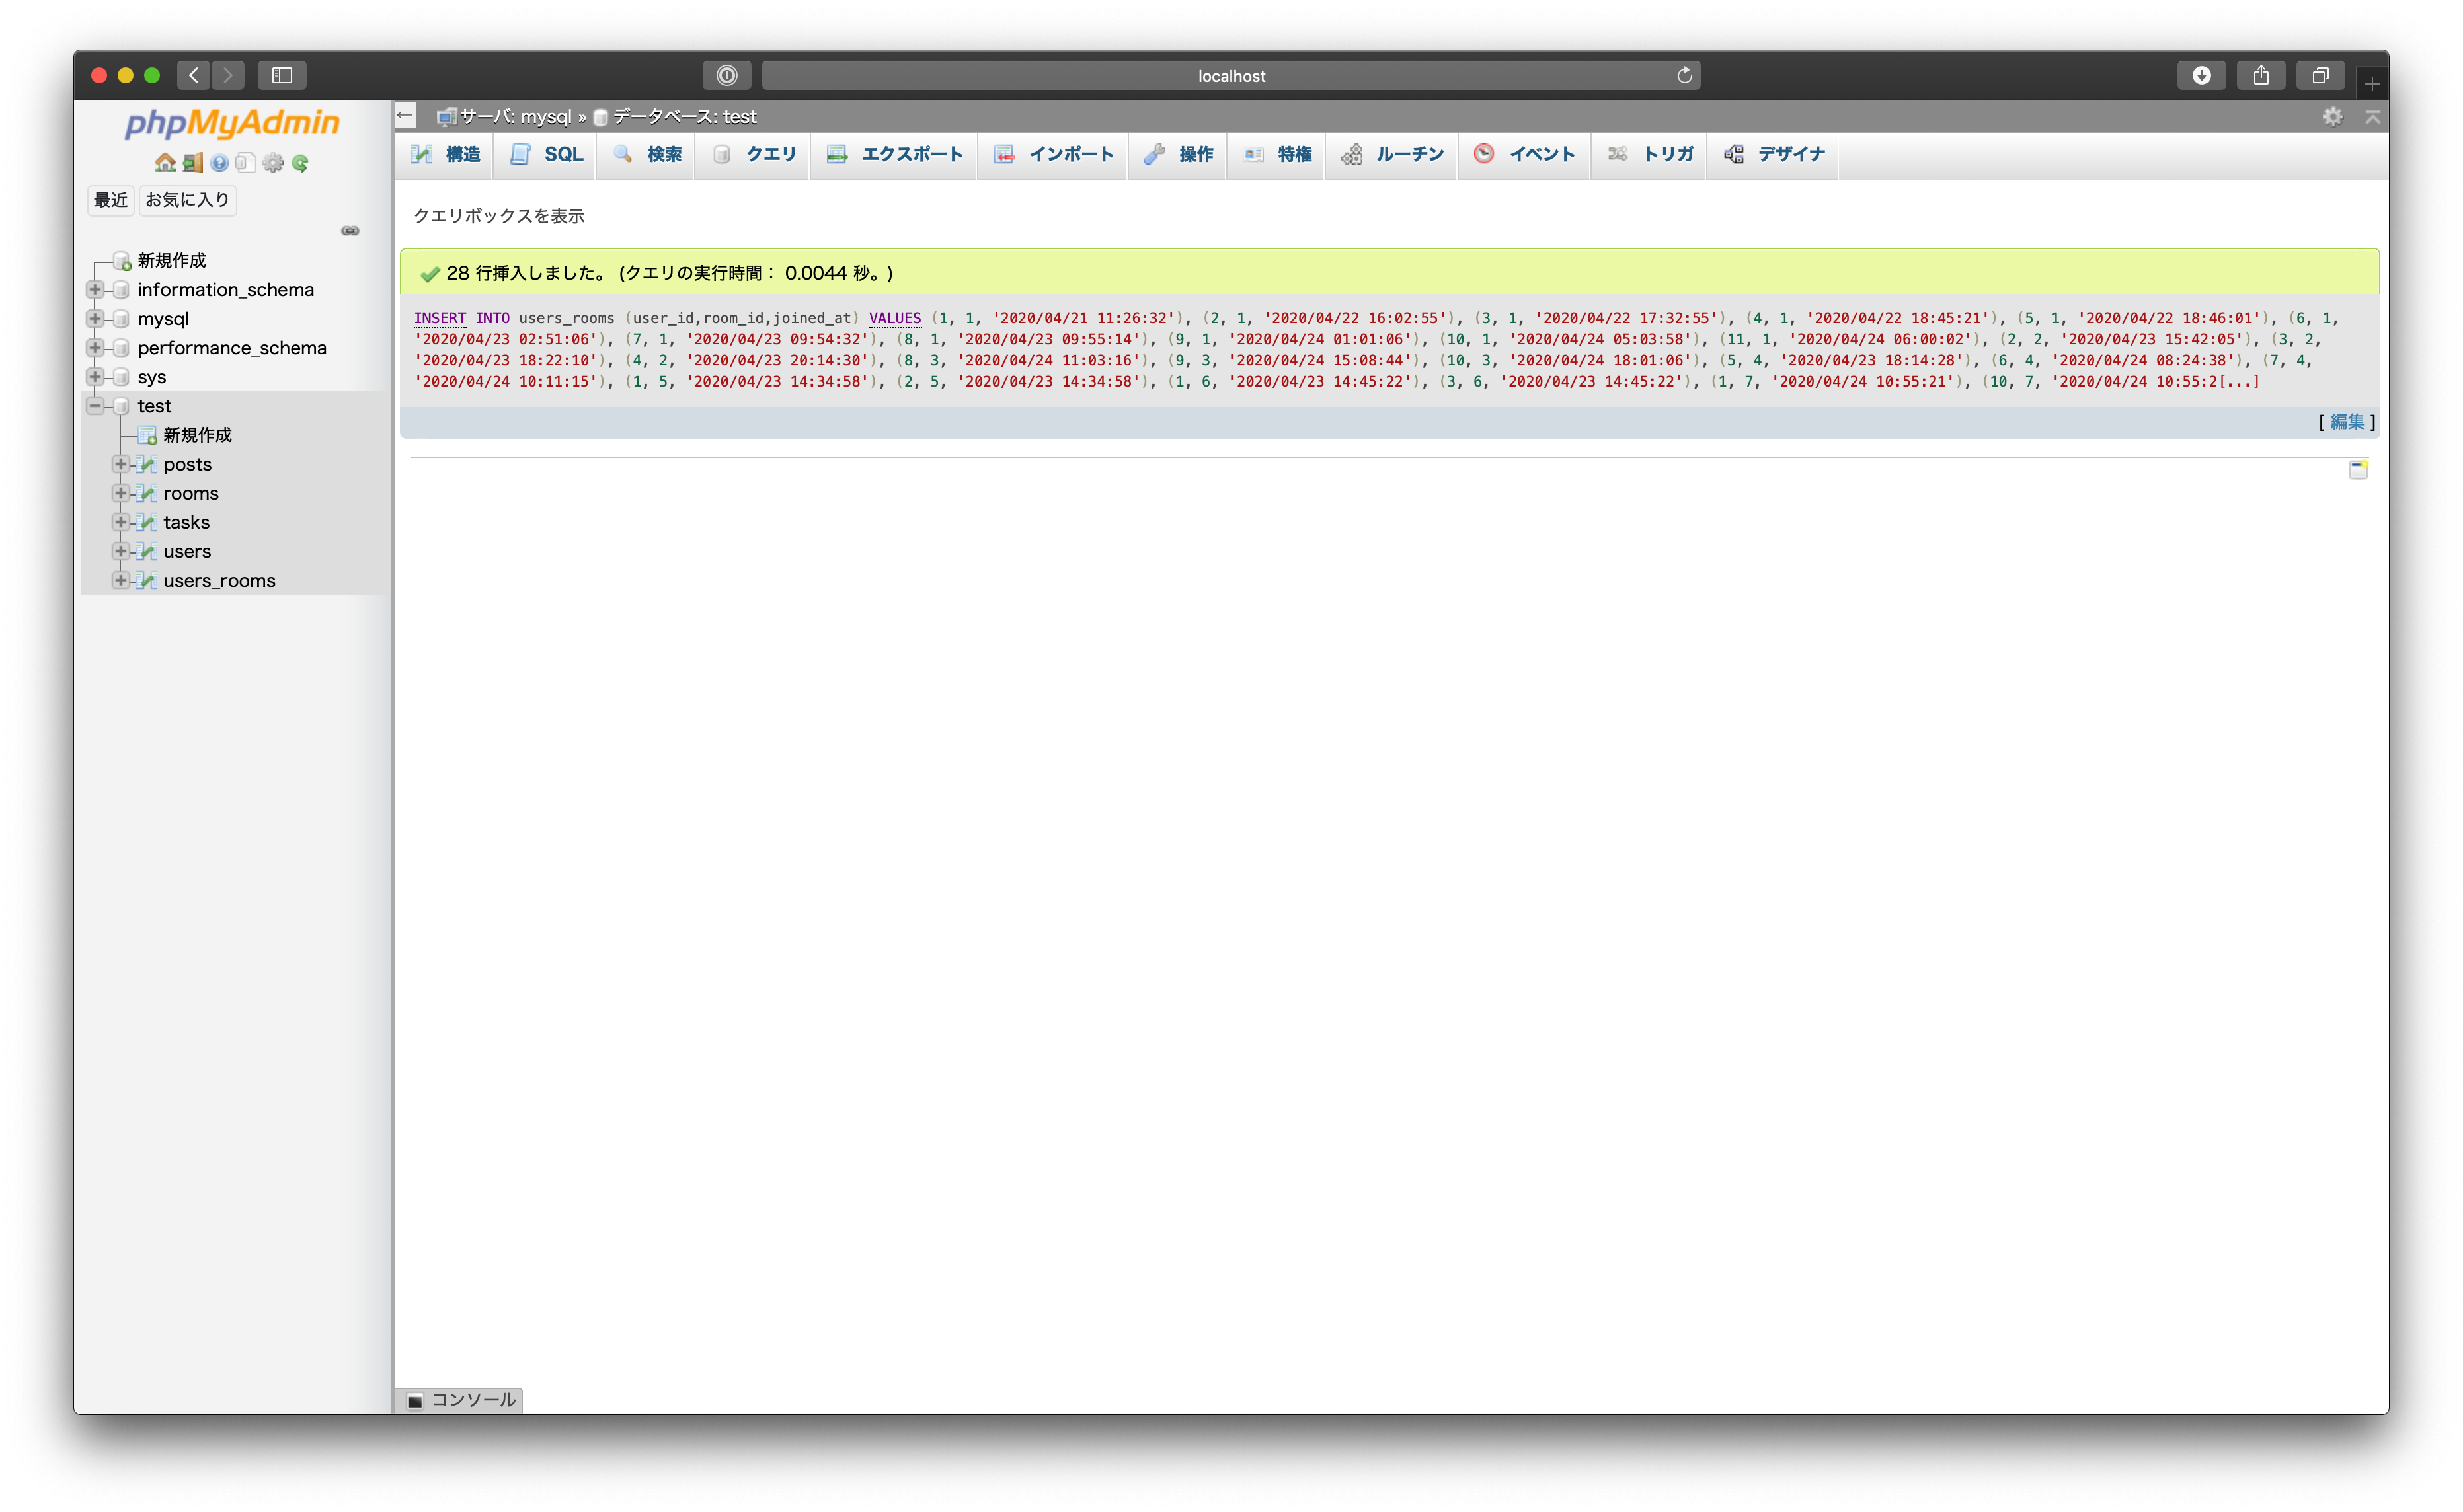 localhost
phpMyAdmin
最近 お気に入り
新規作成
information_schema
mysql
performance_schema
sys
test
新規作成
posts
rooms
tasks
users
users_rooms
サーバ: mysql » データベース: test
構造 SQL 検索 クエリ エクスポート インポート 操作 特権 ルーチン イベント トリガ デザイナ
クエリボックスを表示
28 行挿入しました。 (クエリの実行時間： 0.0044 秒。)
INSERT INTO users_rooms (user_id,room_id,joined_at) VALUES (1, 1, '2020/04/21 11:26:32'), (2, 1, '2020/04/22 16:02:55'), (3, 1, '2020/04/22 17:32:55'), (4, 1, '2020/04/22 18:45:21'), (5, 1, '2020/04/22 18:46:01'), (6, 1,
'2020/04/23 02:51:06'), (7, 1, '2020/04/23 09:54:32'), (8, 1, '2020/04/23 09:55:14'), (9, 1, '2020/04/24 01:01:06'), (10, 1, '2020/04/24 05:03:58'), (11, 1, '2020/04/24 06:00:02'), (2, 2, '2020/04/23 15:42:05'), (3, 2,
'2020/04/23 18:22:10'), (4, 2, '2020/04/23 20:14:30'), (8, 3, '2020/04/24 11:03:16'), (9, 3, '2020/04/24 15:08:44'), (10, 3, '2020/04/24 18:01:06'), (5, 4, '2020/04/23 18:14:28'), (6, 4, '2020/04/24 08:24:38'), (7, 4,
'2020/04/24 10:11:15'), (1, 5, '2020/04/23 14:34:58'), (2, 5, '2020/04/23 14:34:58'), (1, 6, '2020/04/23 14:45:22'), (3, 6, '2020/04/23 14:45:22'), (1, 7, '2020/04/24 10:55:21'), (10, 7, '2020/04/24 10:55:2[...]
[ 編集 ]
コンソール